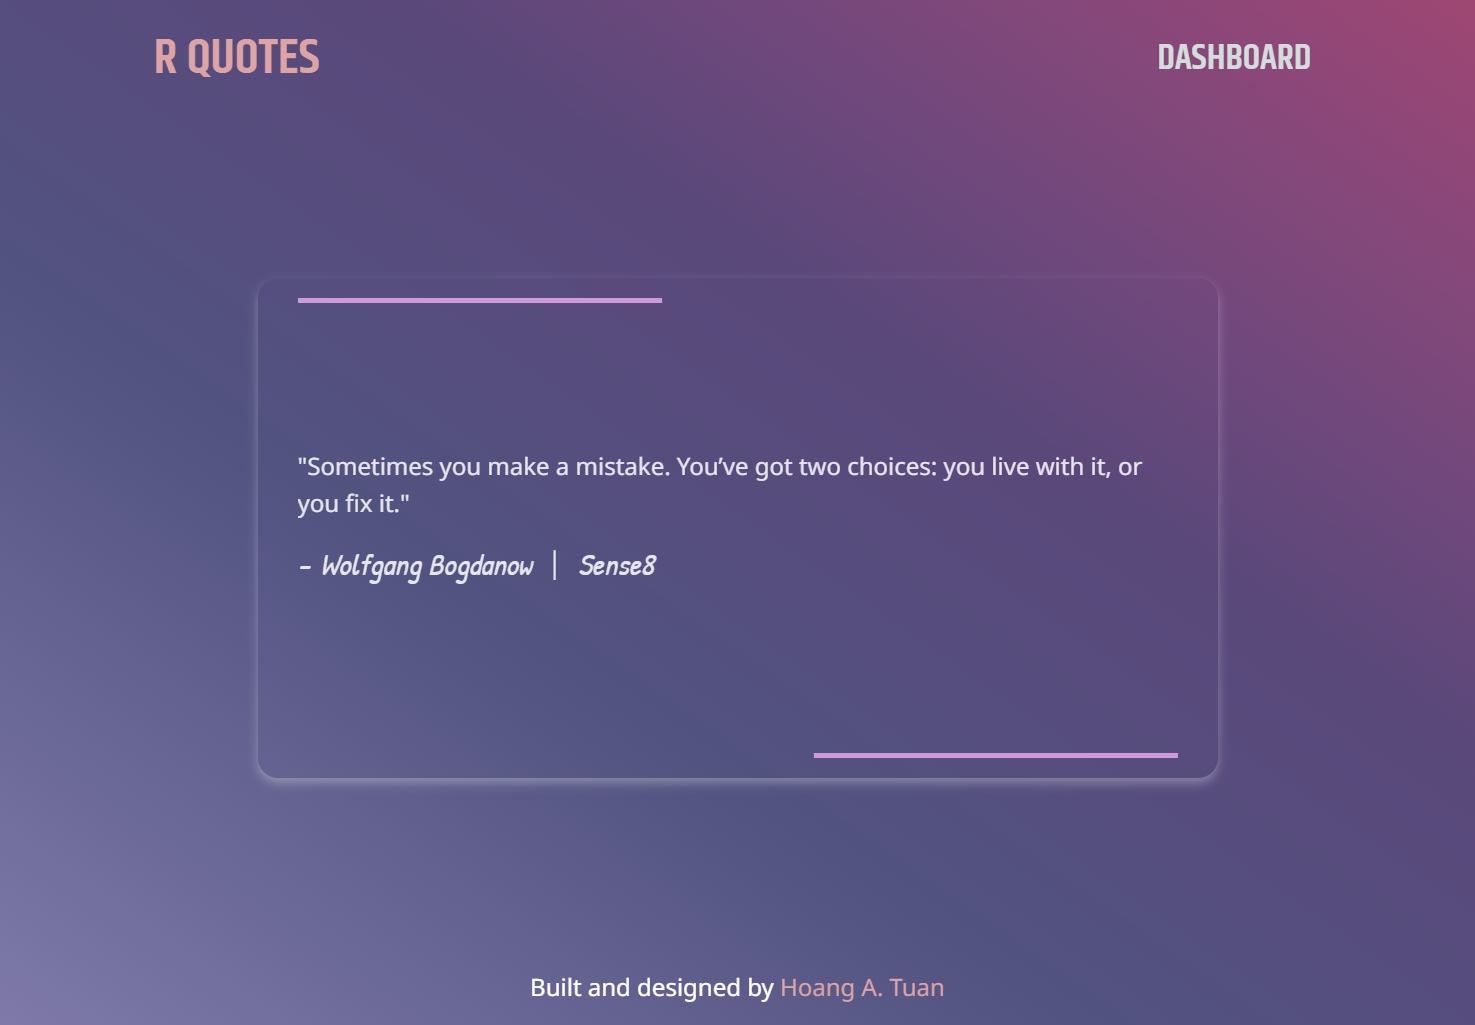 R QUOTES
DASHBOARD
"Sometimes you make a mistake. You’ve got two choices: you live with it, or
you fix it."
– Wolfgang Bogdanow | Sense8
Built and designed by Hoang A. Tuan